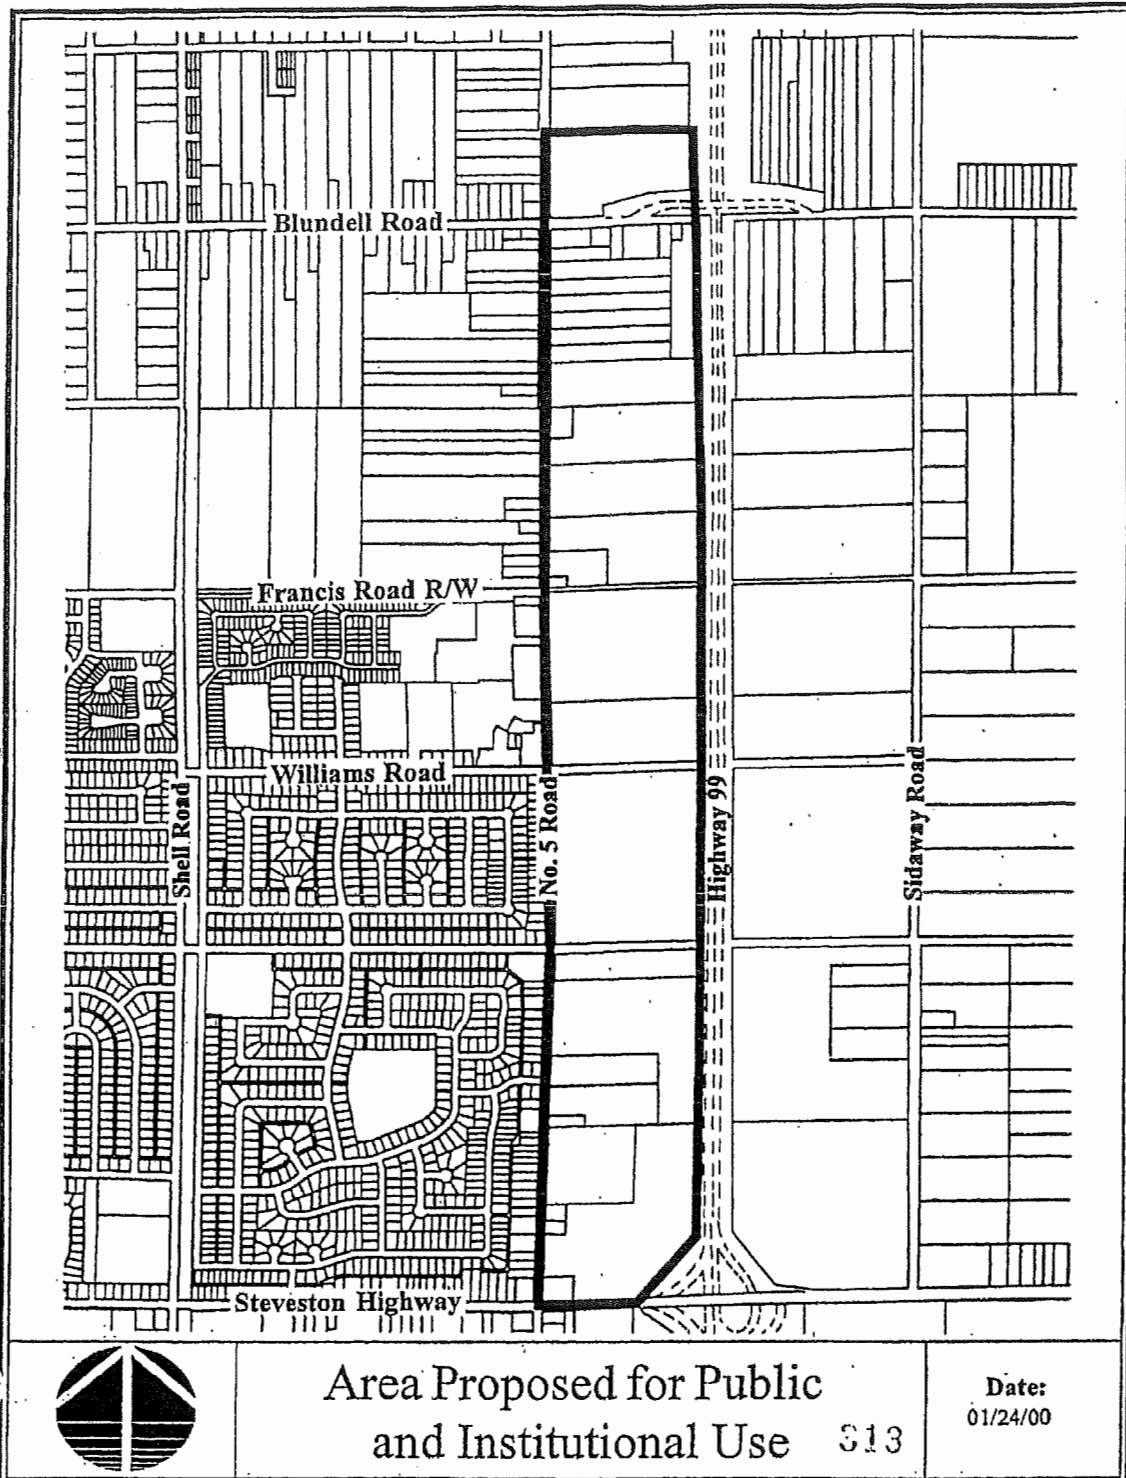 Blundell Road
Francis Road R/W
Williams Road
Shell Road
No. 5 Road
Highway 99
Sidaway Road
Steveston Highway
Area Proposed for Public
and Institutional Use
313
Date:
01/24/00